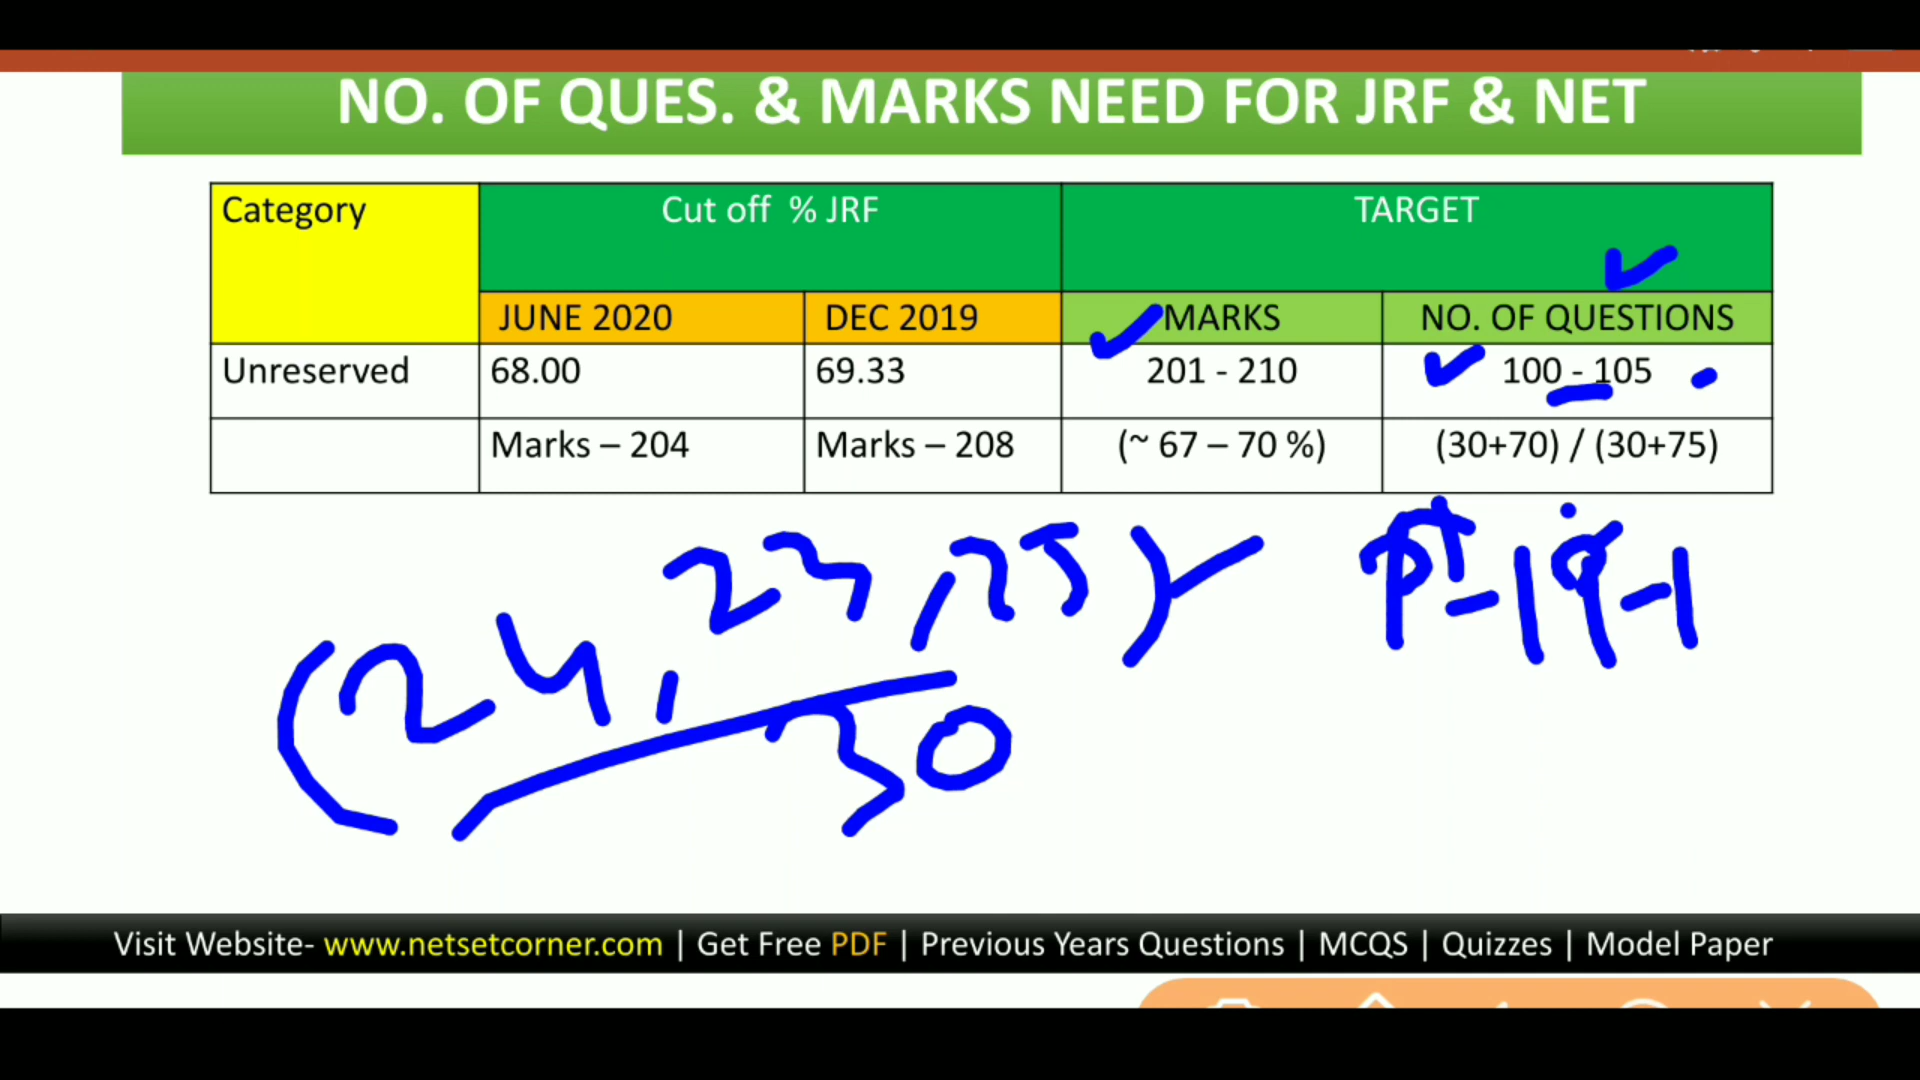 NO. OF QUES. & MARKS NEED FOR JRF & NET
Category Cut off % JRF TARGET
JUNE 2020 DEC 2019 MARKS NO. OF QUESTIONS
Unreserved 68.00 69.33 201 - 210 100 - 105
Marks – 204 Marks – 208 (~ 67 – 70 %) (30+70) / (30+75)
(24, 23, 25)
30
Visit Website- www.netsetcorner.com | Get Free PDF | Previous Years Questions | MCQS | Quizzes | Model Paper